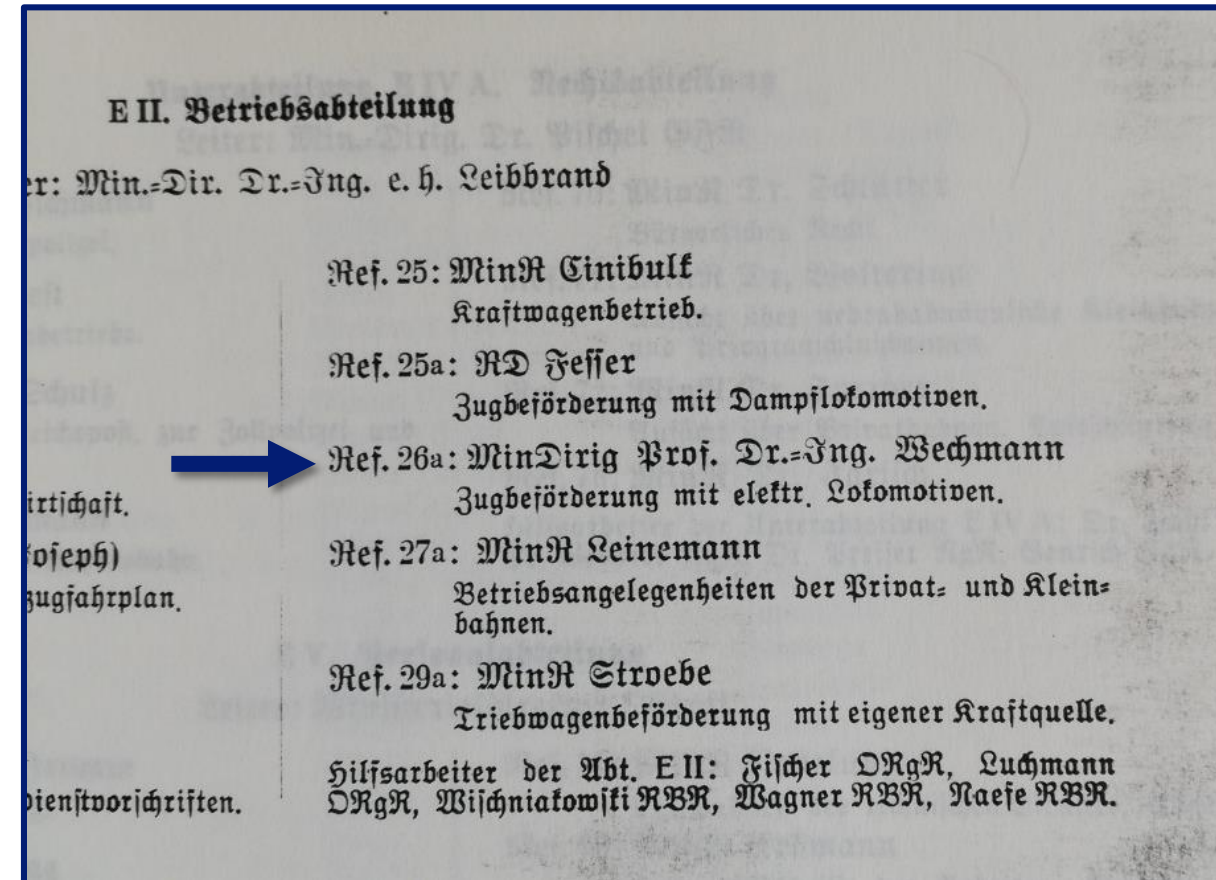 E II. Betriebsabteilung
er: Min.=Dir. Dr.=Ing. e. h. Leibbrand
Ref. 25: MinR Cinibulk
Kraftwagenbetrieb.
Ref. 25a: RD Fesser
Zugbeförderung mit Dampflokomotiven.
Ref. 26a: MinDirig Prof. Dr.=Ing. Wechmann
Zugbeförderung mit elektr. Lokomotiven.
irtschaft.
Joseph)
Ref. 27a: MinR Leinemann
zugfahrplan.
Betriebsangelegenheiten der Privat= und Klein=
bahnen.
Ref. 29a: MinR Stroebe
Triebwagenbeförderung mit eigener Kraftquelle.
Hilfsarbeiter der Abt. E II: Fischer ORgR, Luchmann
dienstvorschriften.
ORgR, Wischniakowski RBR, Wagner RBR, Naefe RBR.